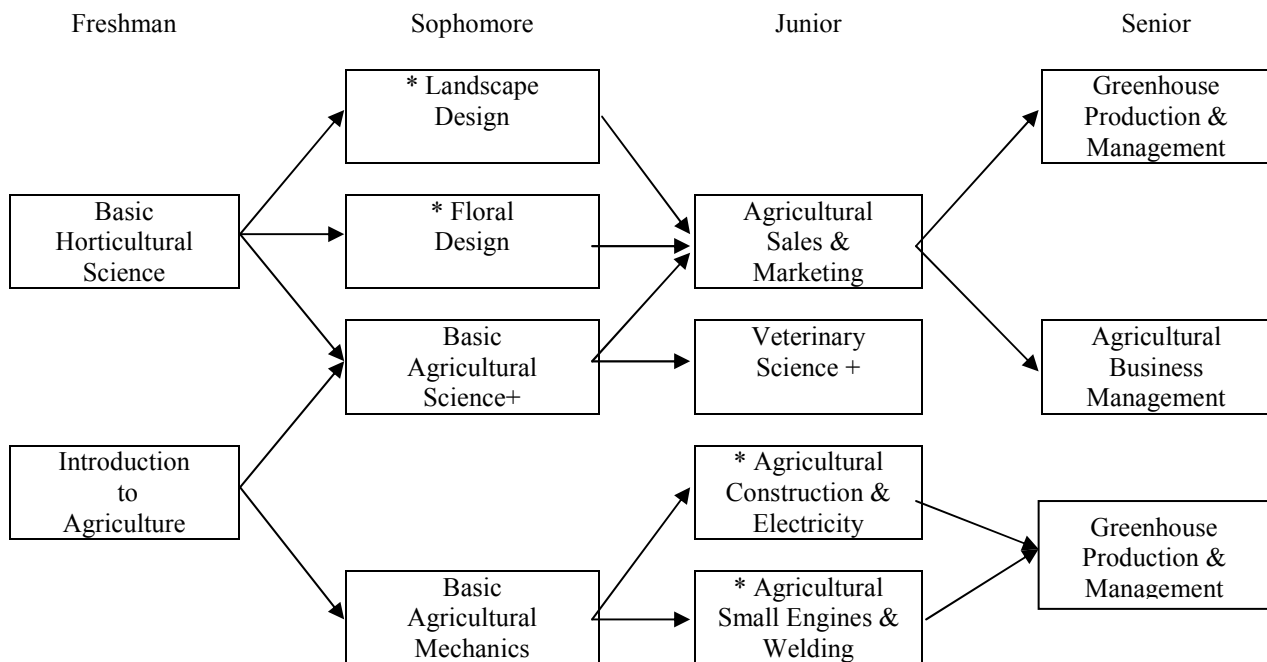 Freshman
Sophomore
Junior
Senior
* Landscape
Design
Greenhouse
Production &
Management
Basic
Horticultural
Science
* Floral
Design
Agricultural
Sales &
Marketing
Basic
Agricultural
Science+
Veterinary
Science +
Agricultural
Business
Management
Introduction
to
Agriculture
* Agricultural
Construction &
Electricity
Greenhouse
Production &
Management
Basic
Agricultural
Mechanics
* Agricultural
Small Engines &
Welding